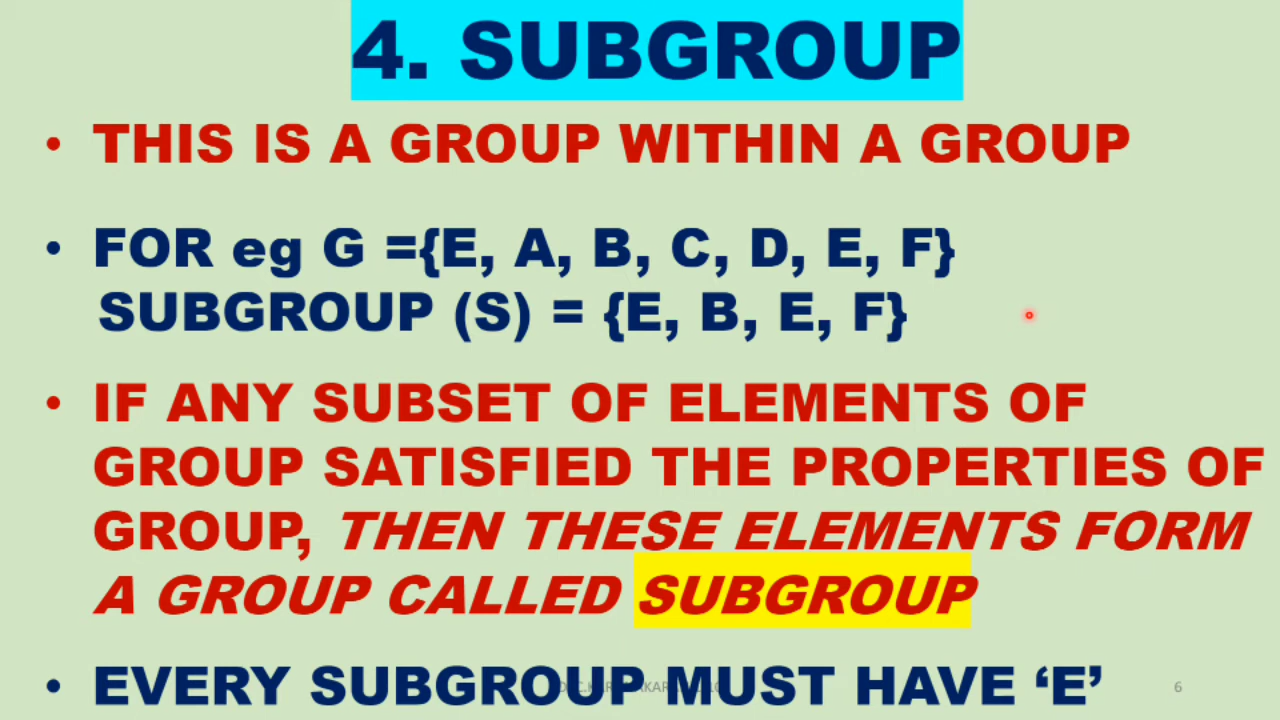 4. SUBGROUP
• THIS IS A GROUP WITHIN A GROUP
• FOR eg G ={E, A, B, C, D, E, F}
SUBGROUP (S) = {E, B, E, F}
• IF ANY SUBSET OF ELEMENTS OF
GROUP SATISFIED THE PROPERTIES OF
GROUP, THEN THESE ELEMENTS FORM
A GROUP CALLED SUBGROUP
• EVERY SUBGROUP MUST HAVE ‘E’
6